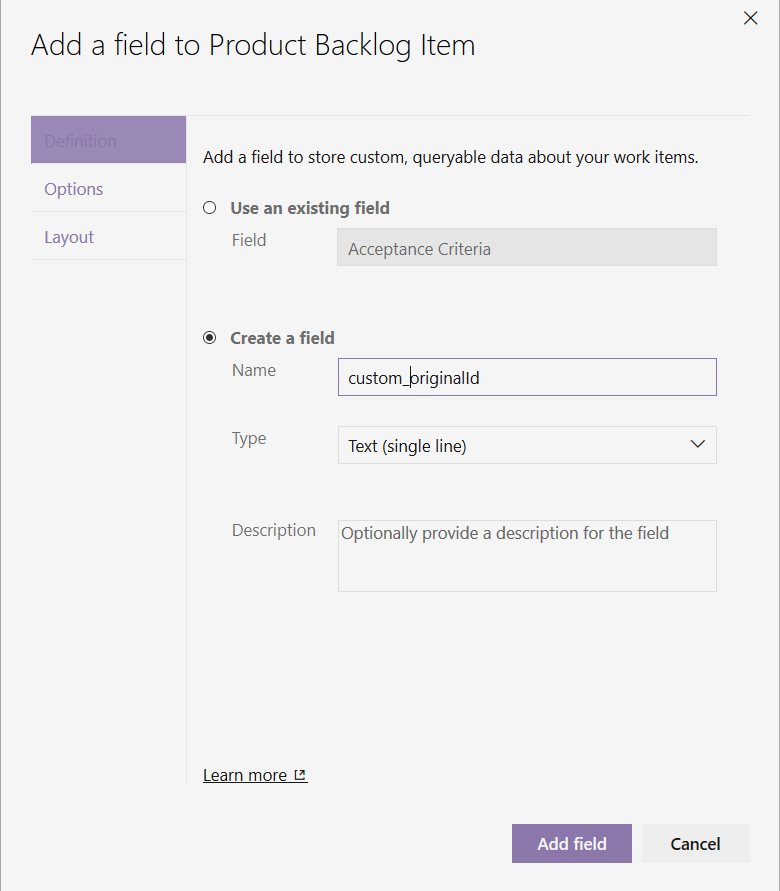 Add a field to Product Backlog Item
Definition
Options
Layout
Add a field to store custom, queryable data about your work items.
Use an existing field
Field
Acceptance Criteria
Create a field
Name
custom_originalId
Type
Text (single line)
Description
Optionally provide a description for the field
Learn more
Add field
Cancel